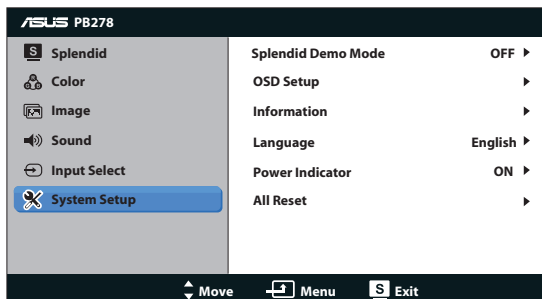 ASUS PB278
S Splendid
Color
Image
Sound
Input Select
System Setup
Splendid Demo Mode OFF
OSD Setup
Information
Language English
Power Indicator ON
All Reset
Move Menu S Exit